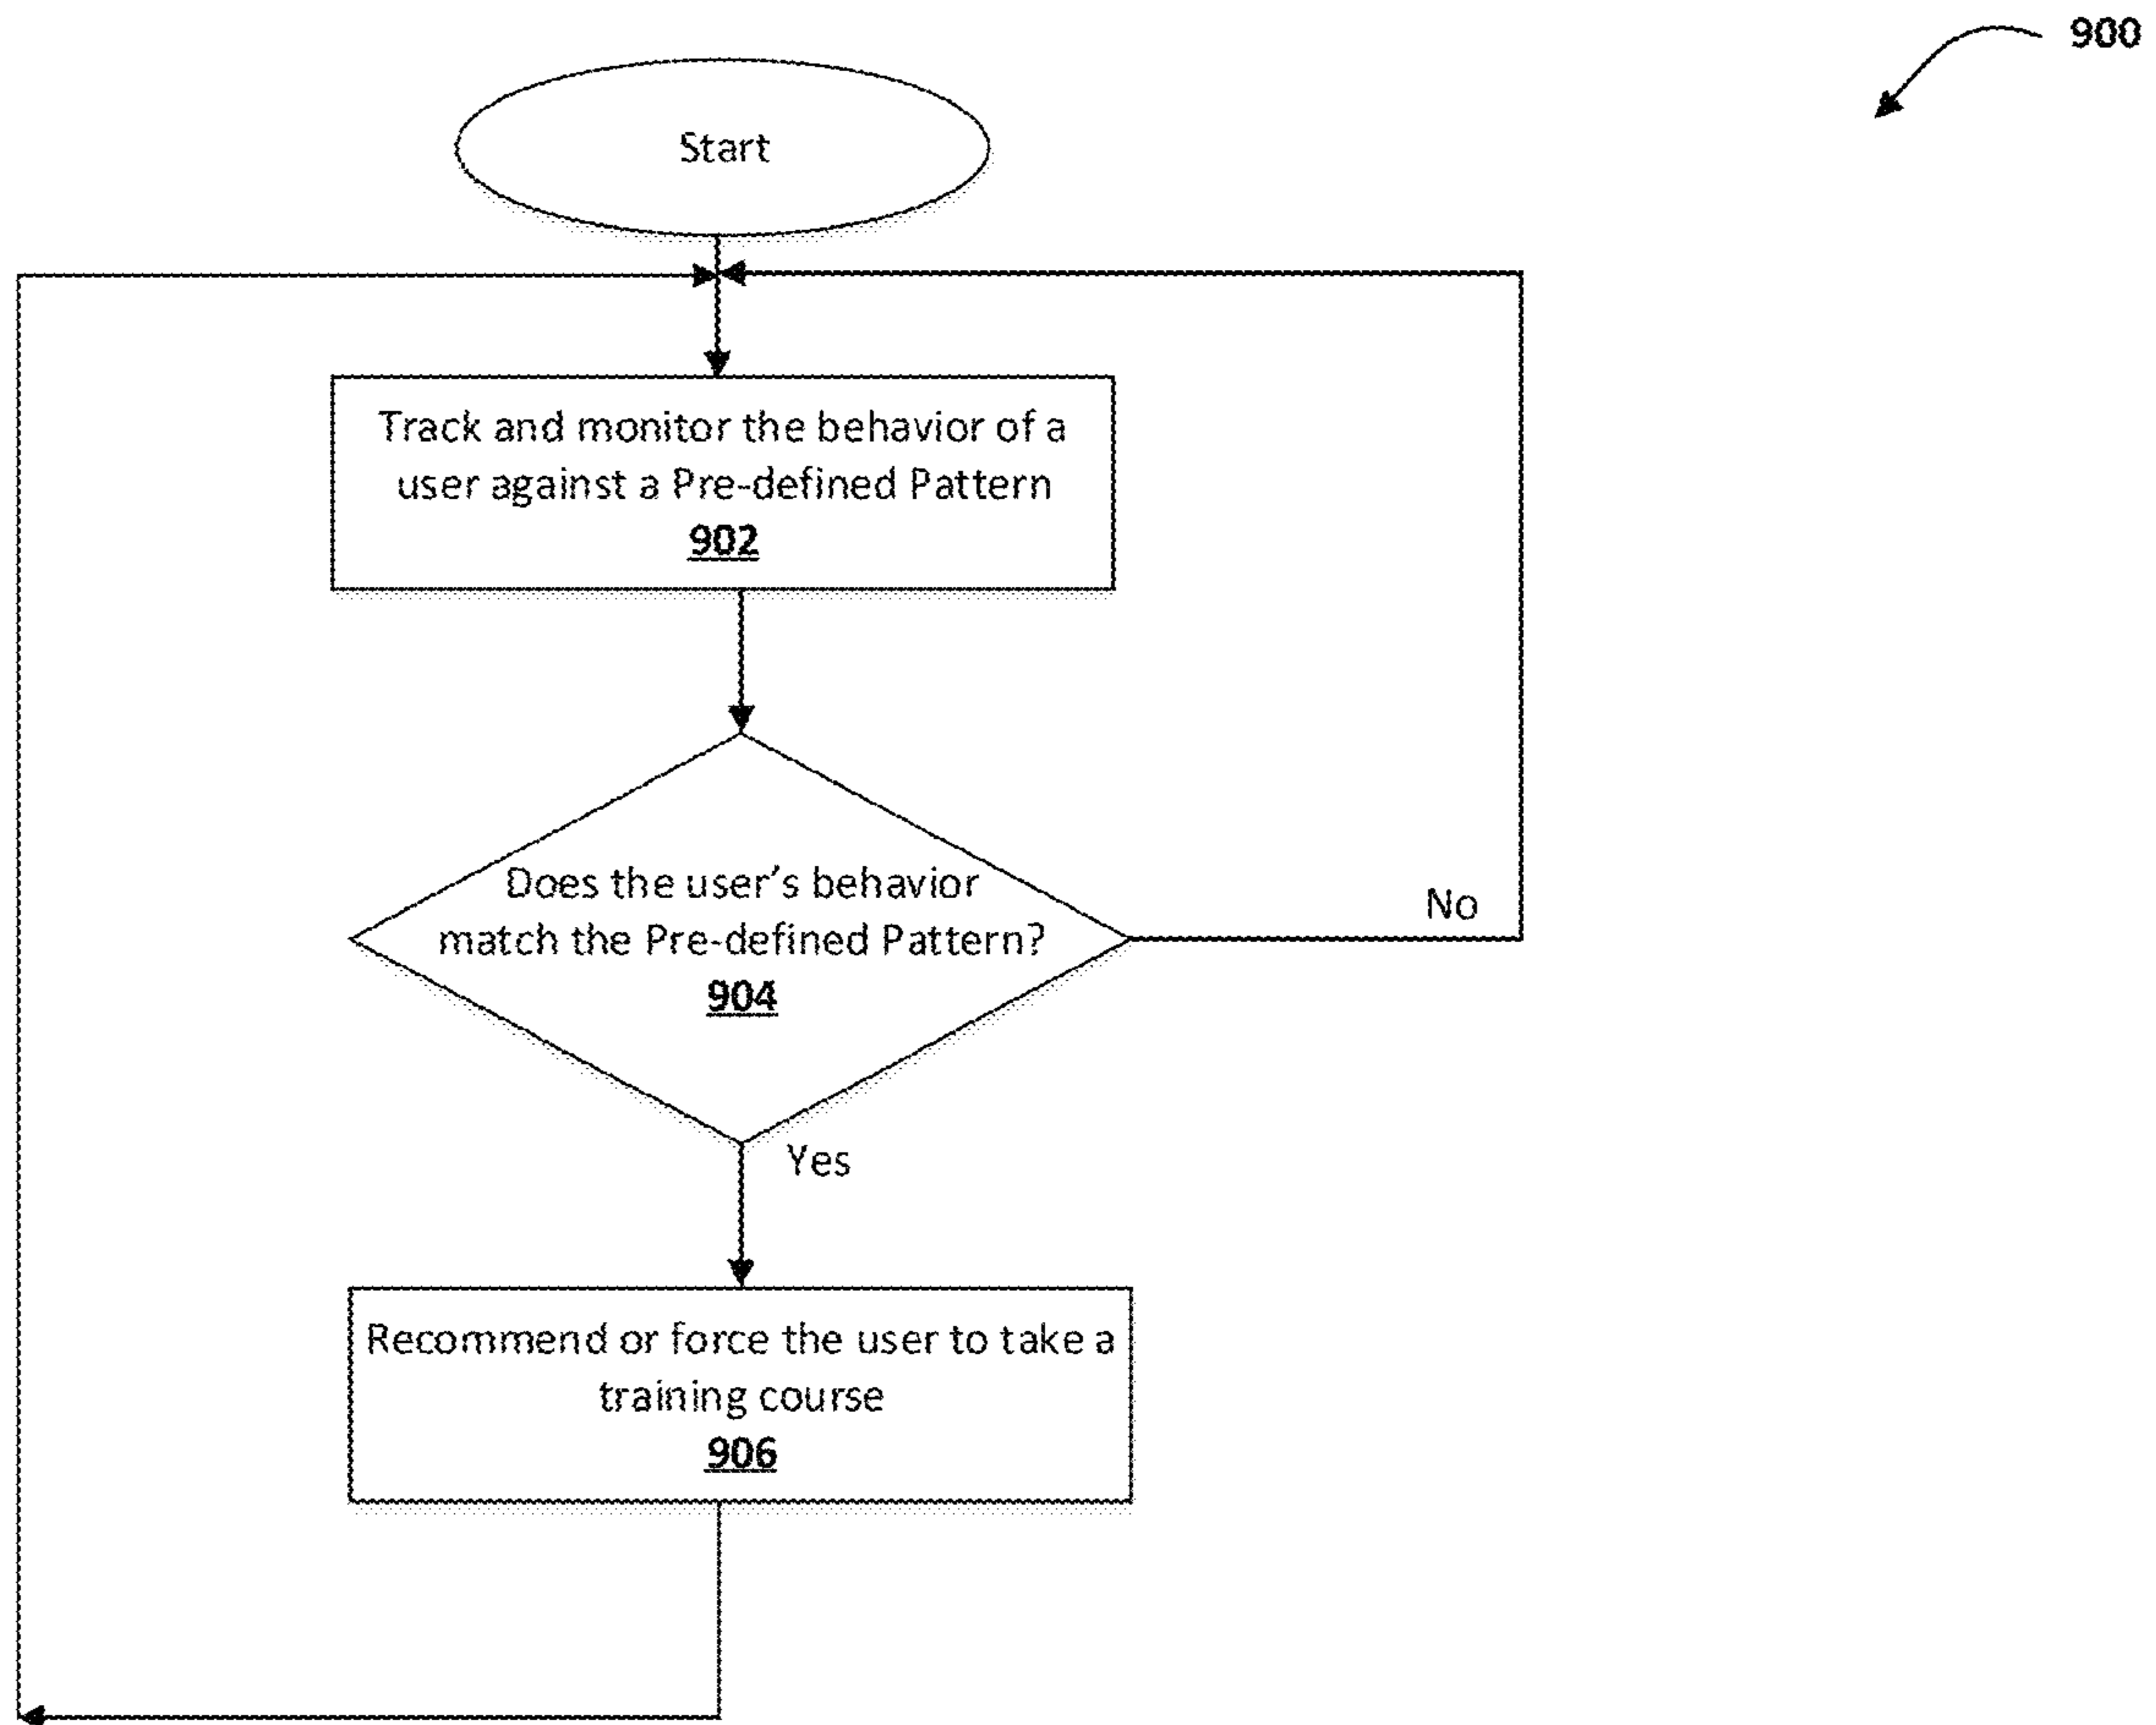 900
Start
Track and monitor the behavior of a
user against a Pre-defined Pattern
902
Does the user's behavior
match the Pre-defined Pattern?
904
No
Yes
Recommend or force the user to take a
training course
906